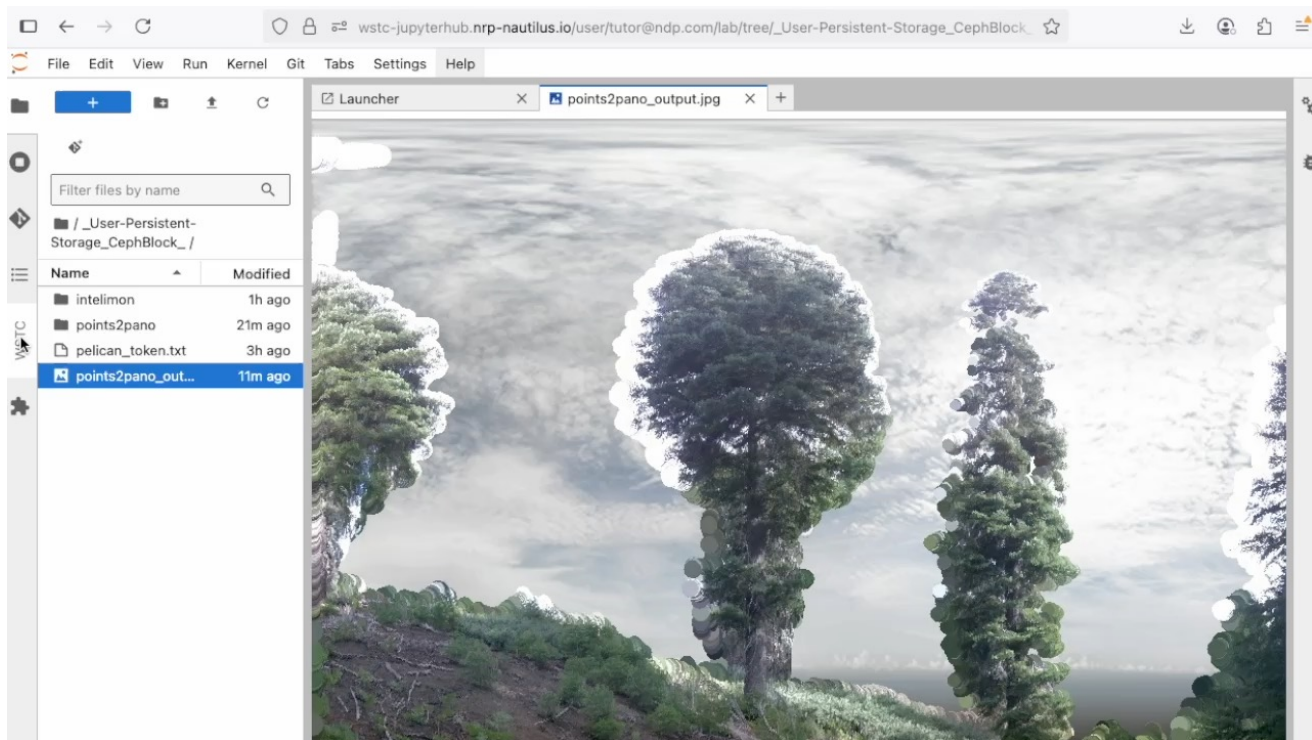 wstc-jupyterhub.nrp-nautilus.io/user/tutor@ndp.com/lab/tree/_User-Persistent-Storage_CephBlock_
File Edit View Run Kernel Git Tabs Settings Help
Launcher
points2pano_output.jpg
Filter files by name
/ _User-Persistent-
Storage_CephBlock_ /
Name Modified
intelimon 1h ago
points2pano 21m ago
WSTC
pelican_token.txt 3h ago
points2pano_out... 11m ago